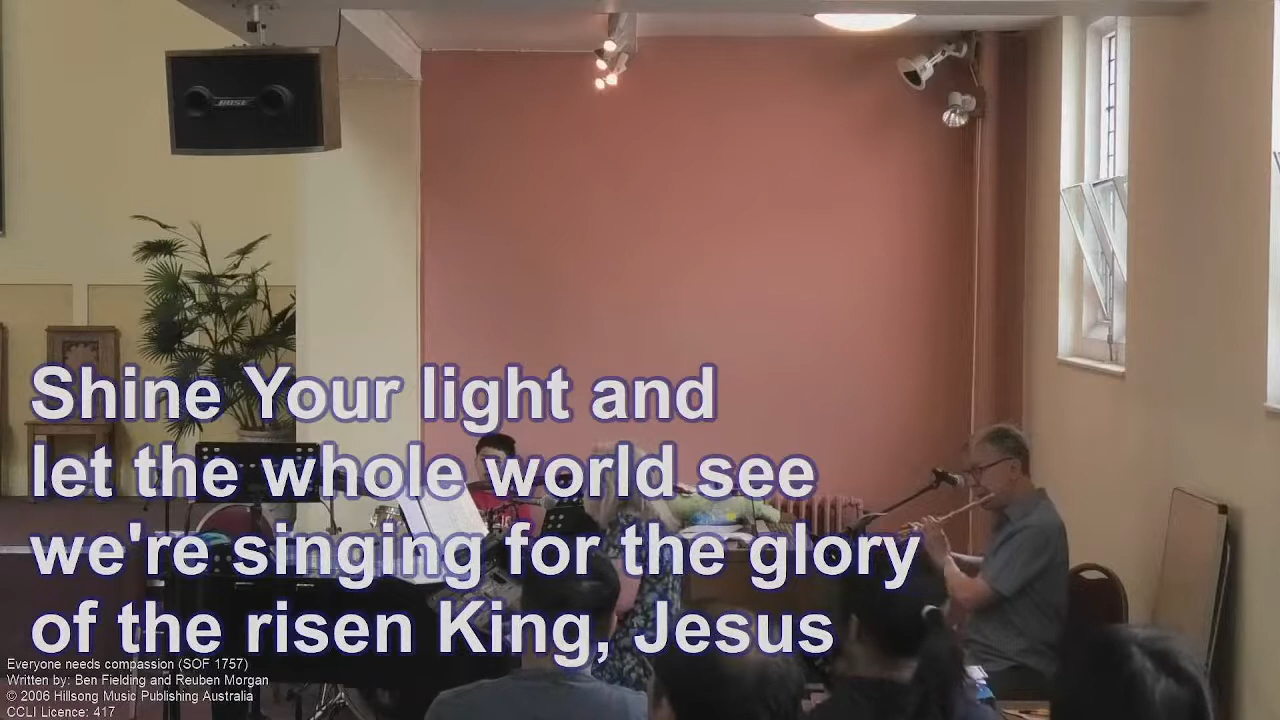 BOSE
Shine Your light and
let the whole world see
we're singing for the glory
of the risen King, Jesus
Everyone needs compassion (SOF 1757)
Written by: Ben Fielding and Reuben Morgan
© 2006 Hillsong Music Publishing Australia
CCLI Licence: 417